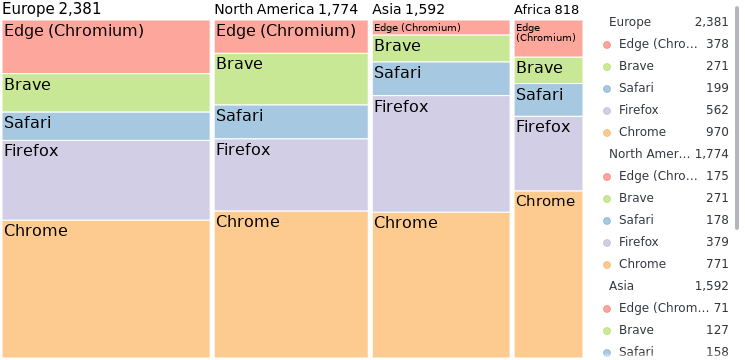 Europe 2,381
Edge (Chromium)
Brave
Safari
Firefox
Chrome
North America 1,774
Edge (Chromium)
Brave
Safari
Firefox
Chrome
Asia 1,592
Edge (Chromium)
Brave
Safari
Firefox
Chrome
Africa 818
Edge
(Chromium)
Brave
Safari
Firefox
Chrome
Europe 2,381
Edge (Chro... 378
Brave 271
Safari 199
Firefox 562
Chrome 970
North Amer... 1,774
Edge (Chro... 175
Brave 271
Safari 178
Firefox 379
Chrome 771
Asia 1,592
Edge (Chrom... 71
Brave 127
Safari 158